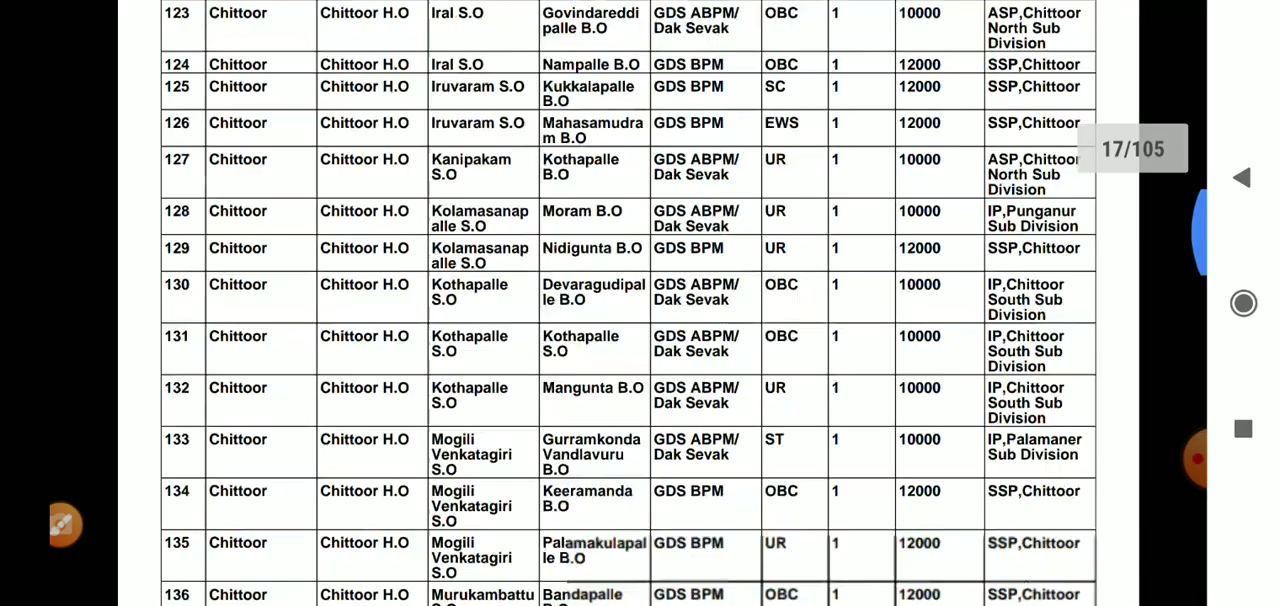 123 Chittoor Chittoor H.O Iral S.O Govindareddi GDS ABPM/ OBC 1 10000 ASP,Chittoor
palle B.O Dak Sevak North Sub
Division
124 Chittoor Chittoor H.O Iral S.O Nampalle B.O GDS BPM OBC 1 12000 SSP,Chittoor
125 Chittoor Chittoor H.O Iruvaram S.O Kukkalapalle GDS BPM SC 1 12000 SSP,Chittoor
B.O
126 Chittoor Chittoor H.O Iruvaram S.O Mahasamudra GDS BPM EWS 1 12000 SSP,Chittoor
m B.O
17/105
127 Chittoor Chittoor H.O Kanipakam Kothapalle GDS ABPM/ UR 1 10000 ASP,Chittoor
S.O B.O Dak Sevak North Sub
Division
128 Chittoor Chittoor H.O Kolamasanap Moram B.O GDS ABPM/ UR 1 10000 IP,Punganur
alle S.O Dak Sevak Sub Division
129 Chittoor Chittoor H.O Kolamasanap Nidigunta B.O GDS BPM UR 1 12000 SSP,Chittoor
alle S.O
130 Chittoor Chittoor H.O Kothapalle Devaragudipal GDS ABPM/ OBC 1 10000 IP,Chittoor
S.O le B.O Dak Sevak South Sub
Division
131 Chittoor Chittoor H.O Kothapalle Kothapalle GDS ABPM/ OBC 1 10000 IP,Chittoor
S.O S.O Dak Sevak South Sub
Division
132 Chittoor Chittoor H.O Kothapalle Mangunta B.O GDS ABPM/ UR 1 10000 IP,Chittoor
S.O Dak Sevak South Sub
Division
133 Chittoor Chittoor H.O Mogili Gurramkonda GDS ABPM/ ST 1 10000 IP,Palamaner
Venkatagiri Vandlavuru Dak Sevak Sub Division
S.O B.O
134 Chittoor Chittoor H.O Mogili Keeramanda GDS BPM OBC 1 12000 SSP,Chittoor
Venkatagiri B.O
S.O
135 Chittoor Chittoor H.O Mogili Palamakulapal GDS BPM UR 1 12000 SSP,Chittoor
Venkatagiri le B.O
S.O
136 Chittoor Chittoor H.O Murukambattu Bandapalle GDS BPM OBC 1 12000 SSP,Chittoor